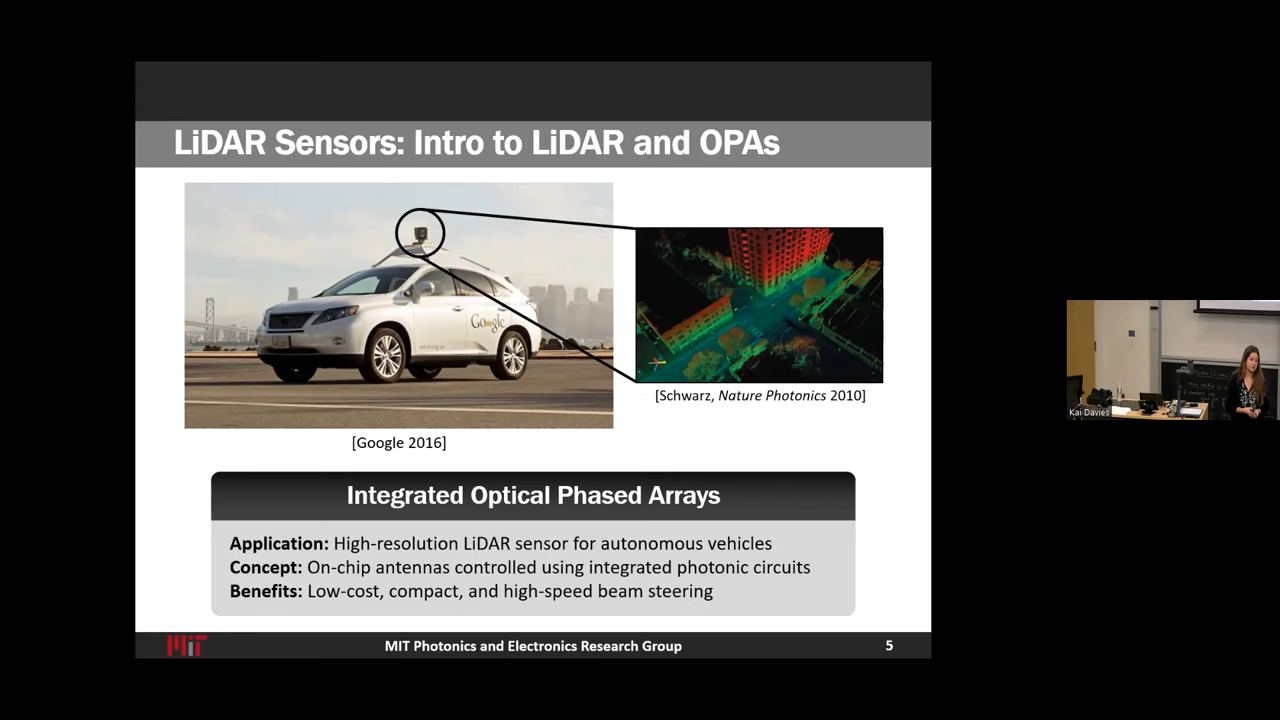 LiDAR Sensors: Intro to LiDAR and OPAs
Google
[Schwarz, Nature Photonics 2010]
[Google 2016]
Integrated Optical Phased Arrays
Application: High-resolution LiDAR sensor for autonomous vehicles
Concept: On-chip antennas controlled using integrated photonic circuits
Benefits: Low-cost, compact, and high-speed beam steering
MIT
MIT Photonics and Electronics Research Group
5
Kai Davies